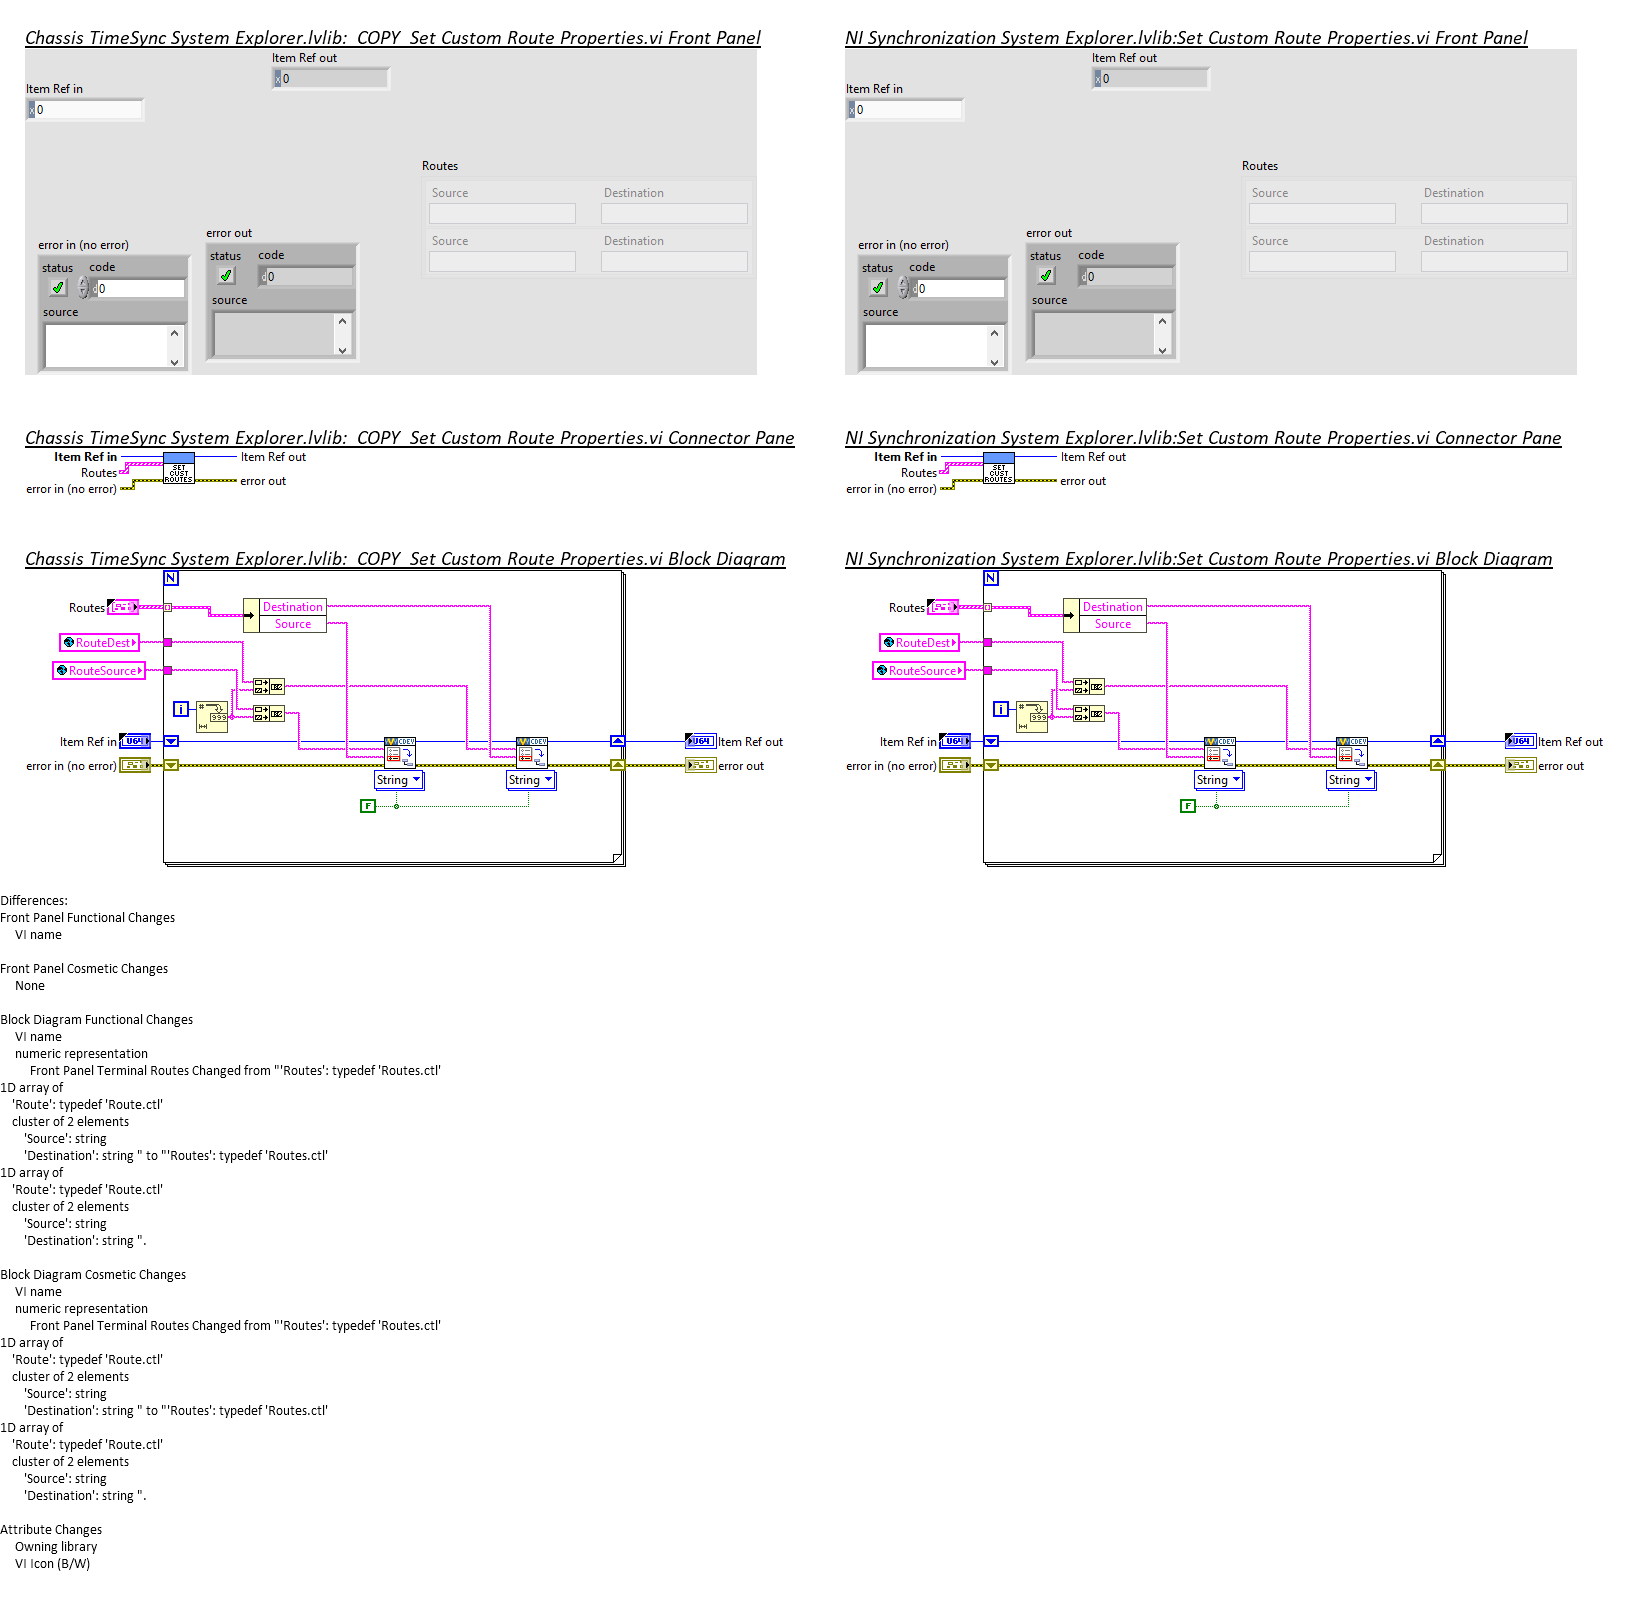 Chassis TimeSync System Explorer.lvlib:_COPY_Set Custom Route Properties.vi Front Panel
Item Ref out
x 0
Item Ref in
x 0
Routes
Source Destination
Source Destination
error out
status code
d 0
source
error in (no error)
status code
d 0
source
NI Synchronization System Explorer.lvlib:Set Custom Route Properties.vi Front Panel
Item Ref out
x 0
Item Ref in
x 0
Routes
Source Destination
Source Destination
error out
status code
d 0
source
error in (no error)
status code
d 0
source
Chassis TimeSync System Explorer.lvlib:_COPY_Set Custom Route Properties.vi Connector Pane
Item Ref in
Routes
error in (no error)
SET
CUST
ROUTES
Item Ref out
error out
NI Synchronization System Explorer.lvlib:Set Custom Route Properties.vi Connector Pane
Item Ref in
Routes
error in (no error)
SET
CUST
ROUTES
Item Ref out
error out
Chassis TimeSync System Explorer.lvlib:_COPY_Set Custom Route Properties.vi Block Diagram
N
Routes
Destination
Source
RouteDest
RouteSource
i
# 999
Item Ref in U64
CDEV CDEV
U64 Item Ref out
error in (no error)
error out
String String
F
NI Synchronization System Explorer.lvlib:Set Custom Route Properties.vi Block Diagram
N
Routes
Destination
Source
RouteDest
RouteSource
i
# 999
Item Ref in U64
CDEV CDEV
U64 Item Ref out
error in (no error)
error out
String String
F
Differences:
Front Panel Functional Changes
VI name
Front Panel Cosmetic Changes
None
Block Diagram Functional Changes
VI name
numeric representation
Front Panel Terminal Routes Changed from "'Routes': typedef 'Routes.ctl'
1D array of
'Route': typedef 'Route.ctl'
cluster of 2 elements
'Source': string
'Destination': string " to "'Routes': typedef 'Routes.ctl'
1D array of
'Route': typedef 'Route.ctl'
cluster of 2 elements
'Source': string
'Destination': string ".
Block Diagram Cosmetic Changes
VI name
numeric representation
Front Panel Terminal Routes Changed from "'Routes': typedef 'Routes.ctl'
1D array of
'Route': typedef 'Route.ctl'
cluster of 2 elements
'Source': string
'Destination': string " to "'Routes': typedef 'Routes.ctl'
1D array of
'Route': typedef 'Route.ctl'
cluster of 2 elements
'Source': string
'Destination': string ".
Attribute Changes
Owning library
VI Icon (B/W)